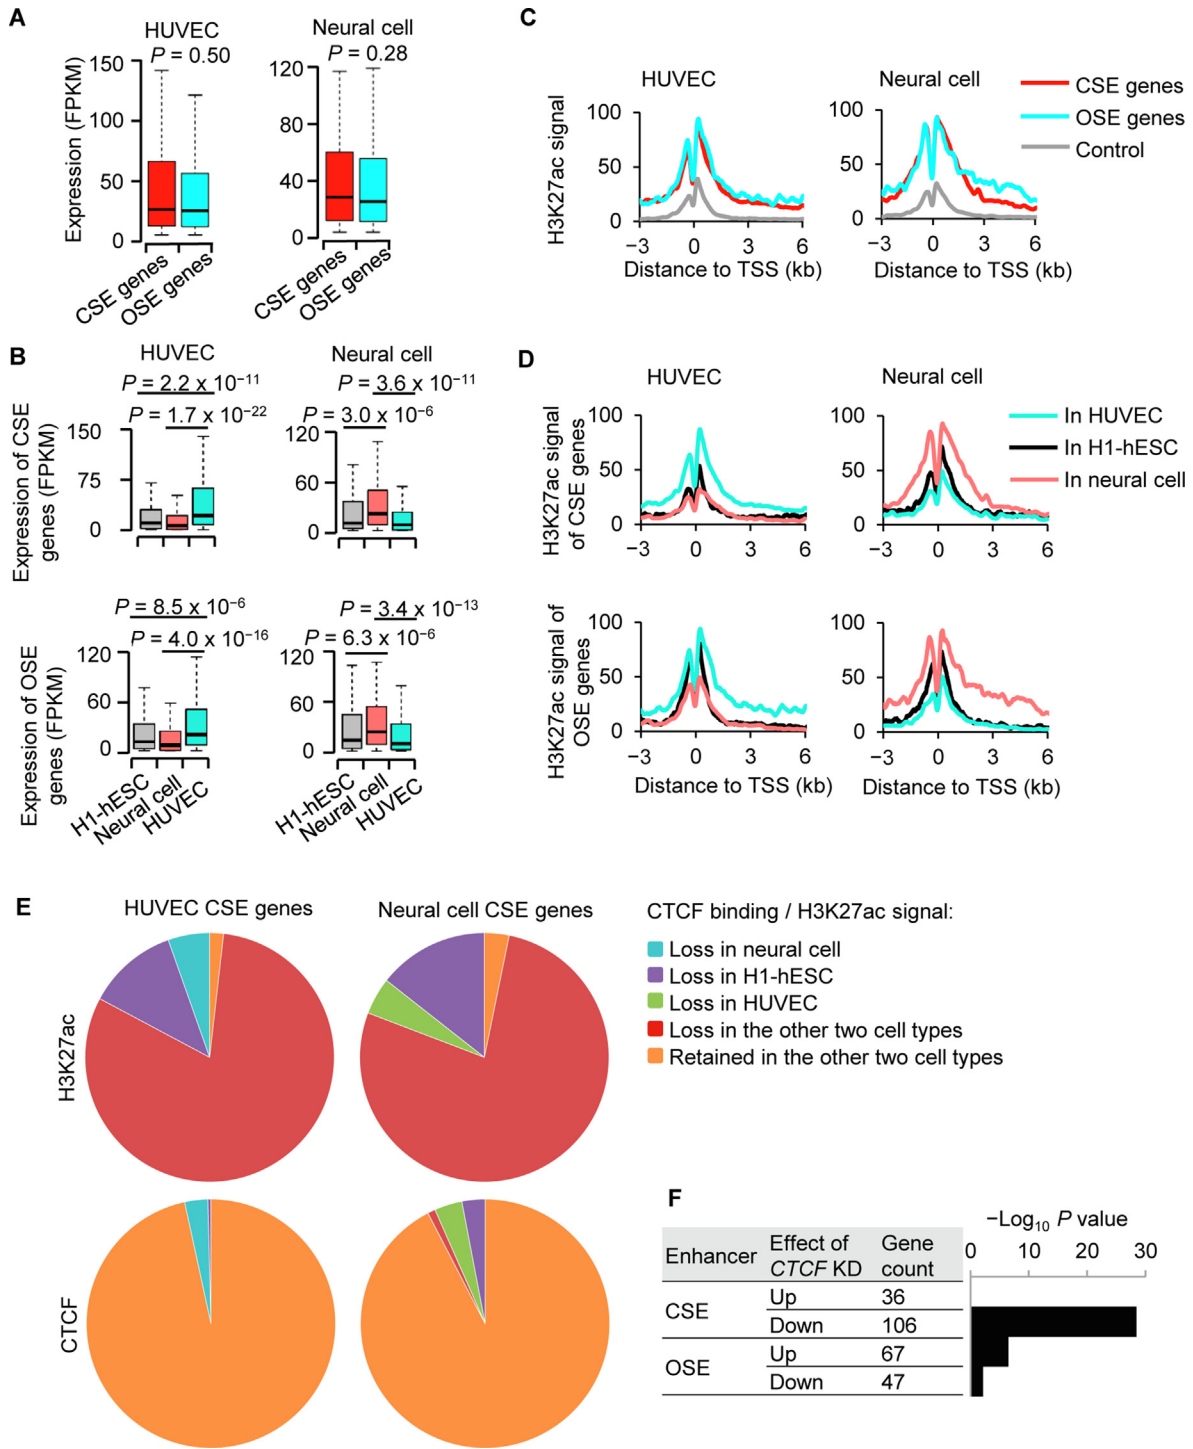 A
HUVEC
P = 0.50
Neural cell
P = 0.28
Expression (FPKM)
150
100
50
0
120
80
40
0
CSE genes
OSE genes
CSE genes
OSE genes
C
HUVEC
Neural cell
CSE genes
OSE genes
Control
H3K27ac signal
100
50
0
100
50
0
−3 0 3 6
−3 0 3 6
Distance to TSS (kb)
Distance to TSS (kb)
B
HUVEC
P = 2.2 x 10⁻¹¹
P = 1.7 x 10⁻²²
Neural cell
P = 3.6 x 10⁻¹¹
P = 3.0 x 10⁻⁶
Expression of CSE
genes (FPKM)
150
75
0
120
60
0
P = 8.5 x 10⁻⁶
P = 4.0 x 10⁻¹⁶
P = 3.4 x 10⁻¹³
P = 6.3 x 10⁻⁶
Expression of OSE
genes (FPKM)
120
60
0
120
60
0
H1-hESC
Neural cell
HUVEC
H1-hESC
Neural cell
HUVEC
D
HUVEC
Neural cell
In HUVEC
In H1-hESC
In neural cell
H3K27ac signal
of CSE genes
100
50
0
100
50
0
−3 0 3 6
−3 0 3 6
H3K27ac signal of
OSE genes
100
50
0
100
50
0
−3 0 3 6
−3 0 3 6
Distance to TSS (kb)
Distance to TSS (kb)
E
HUVEC CSE genes
Neural cell CSE genes
H3K27ac
CTCF
CTCF binding / H3K27ac signal:
Loss in neural cell
Loss in H1-hESC
Loss in HUVEC
Loss in the other two cell types
Retained in the other two cell types
F
−Log₁₀ P value
0 10 20 30
Enhancer
Effect of
CTCF KD
Gene
count
CSE
Up 36
Down 106
OSE
Up 67
Down 47